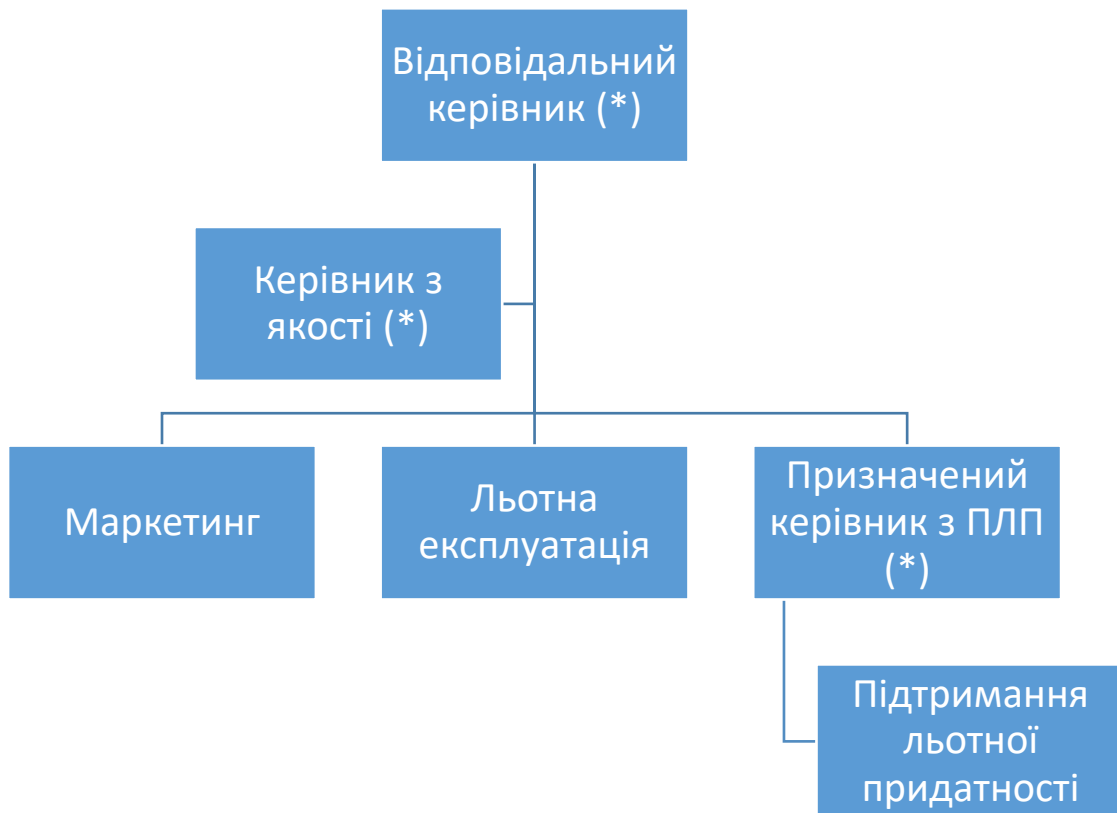 Відповідальний
керівник (*)
Керівник з
якості (*)
Маркетинг
Льотна
експлуатація
Призначений
керівник з ПЛП
(*)
Підтримання
льотної
придатності